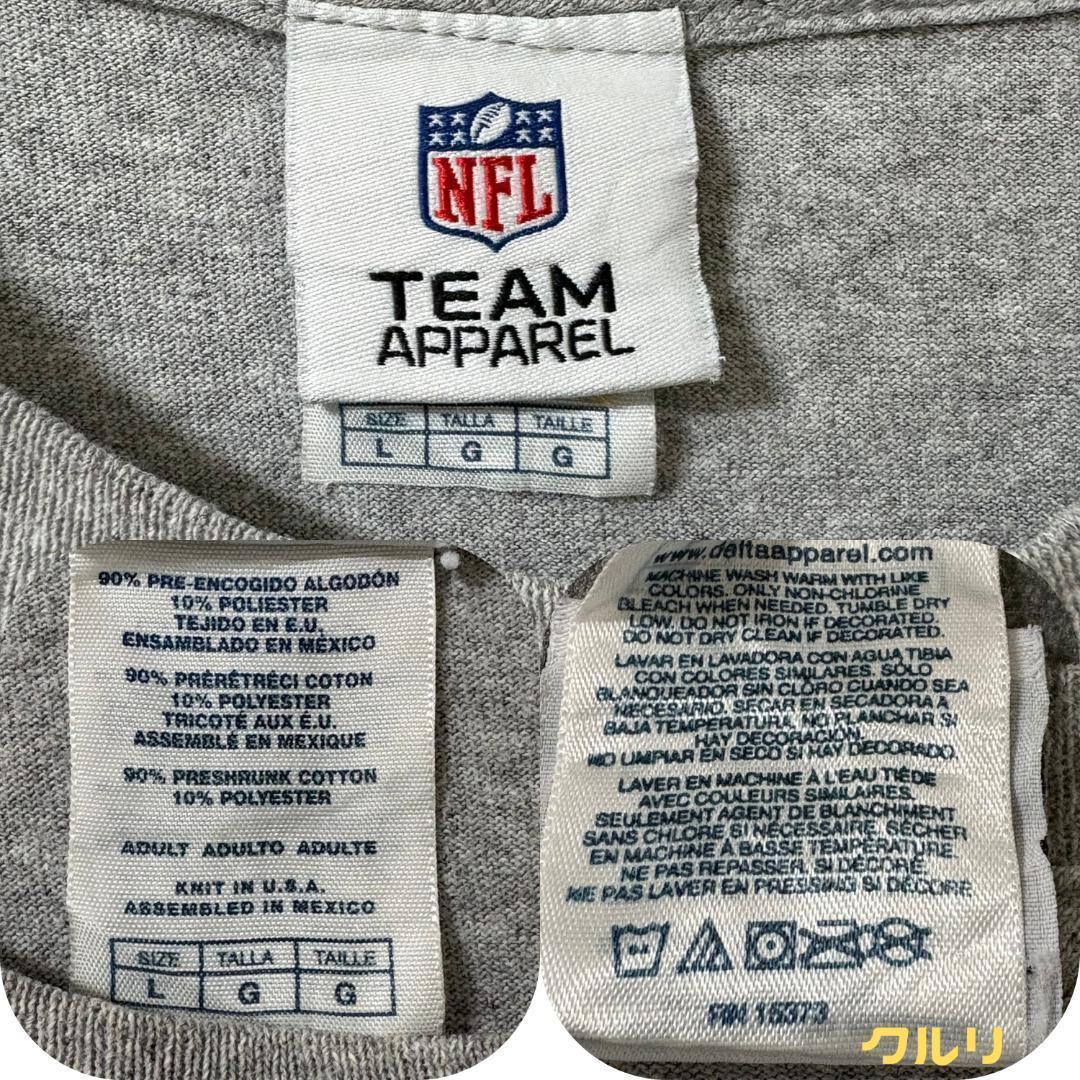 NFL
TEAM
APPAREL
SIZE TALLA TAILLE
L G G
90% PRE-ENCOGIDO ALGODÓN
10% POLIESTER
TEJIDO EN E.U.
ENSAMBLADO EN MÉXICO
90% PRÉRÉTRÉCI COTON
10% POLYESTER
TRICOTÉ AUX É.U.
ASSEMBLÉ EN MEXIQUE
90% PRESHRUNK COTTON
10% POLYESTER
ADULT ADULTO ADULTE
KNIT IN U.S.A.
ASSEMBLED IN MEXICO
SIZE TALLA TAILLE
L G G
www.deltaapparel.com
MACHINE WASH WARM WITH LIKE
COLORS. ONLY NON-CHLORINE
BLEACH WHEN NEEDED. TUMBLE DRY
LOW. DO NOT IRON IF DECORATED.
DO NOT DRY CLEAN IF DECORATED.
LAVAR EN LAVADORA CON AGUA TIBIA
CON COLORES SIMILARES. SOLO
BLANQUEADOR SIN CLORO CUANDO SEA
NECESARIO. SECAR EN SECADORA A
BAJA TEMPERATURA. NO PLANCHAR SI
HAY DECORACIÓN.
NO LIMPIAR EN SECO SI HAY DECORADO.
LAVER EN MACHINE À L'EAU TIÈDE
AVEC COULEURS SIMILAIRES.
SEULEMENT AGENT DE BLANCHIMENT
SANS CHLORE SI NÉCESSAIRE. SÉCHER
EN MACHINE À BASSE TEMPÉRATURE.
NE PAS REPASSER, SI DÉCORÉ.
NE PAS LAVER EN PRESSING SI DÉCORÉ.
RN 15373
クルリ